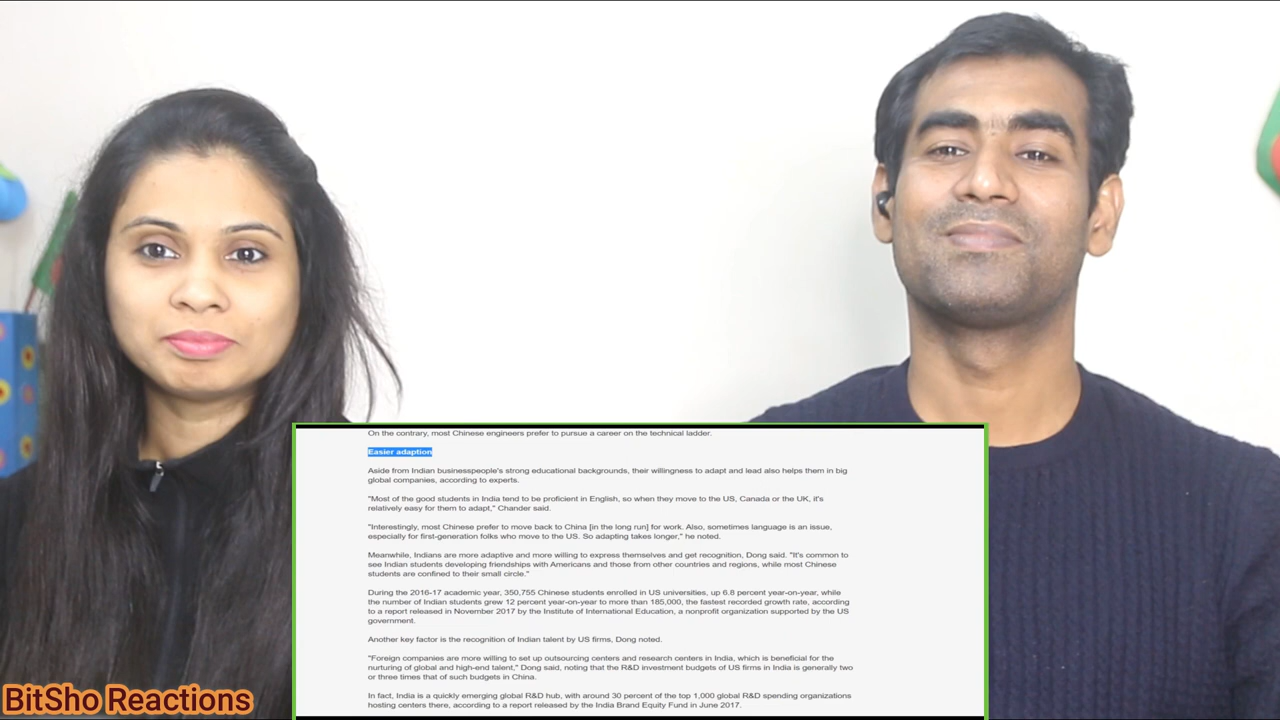 On the contrary, most Chinese engineers prefer to pursue a career on the technical ladder.
Easier adaption
Aside from Indian businesspeople's strong educational backgrounds, their willingness to adapt and lead also helps them in big
global companies, according to experts.
"Most of the good students in India tend to be proficient in English, so when they move to the US, Canada or the UK, it's
relatively easy for them to adapt," Chander said.
"Interestingly, most Chinese prefer to move back to China [in the long run] for work. Also, sometimes language is an issue,
especially for first-generation folks who move to the US. So adapting takes longer," he noted.
Meanwhile, Indians are more adaptive and more willing to express themselves and get recognition, Dong said. "It's common to
see Indian students developing friendships with Americans and those from other countries and regions, while most Chinese
students are confined to their small circle."
During the 2016-17 academic year, 350,755 Chinese students enrolled in US universities, up 6.8 percent year-on-year, while
the number of Indian students grew 12 percent year-on-year to more than 185,000, the fastest recorded growth rate, according
to a report released in November 2017 by the Institute of International Education, a nonprofit organization supported by the US
government.
Another key factor is the recognition of Indian talent by US firms, Dong noted.
"Foreign companies are more willing to set up outsourcing centers and research centers in India, which is beneficial for the
nurturing of global and high-end talent," Dong said, noting that the R&D investment budgets of US firms in India is generally two
or three times that of such budgets in China.
In fact, India is a quickly emerging global R&D hub, with around 30 percent of the top 1,000 global R&D spending organizations
hosting centers there, according to a report released by the India Brand Equity Fund in June 2017.
BitSho Reactions